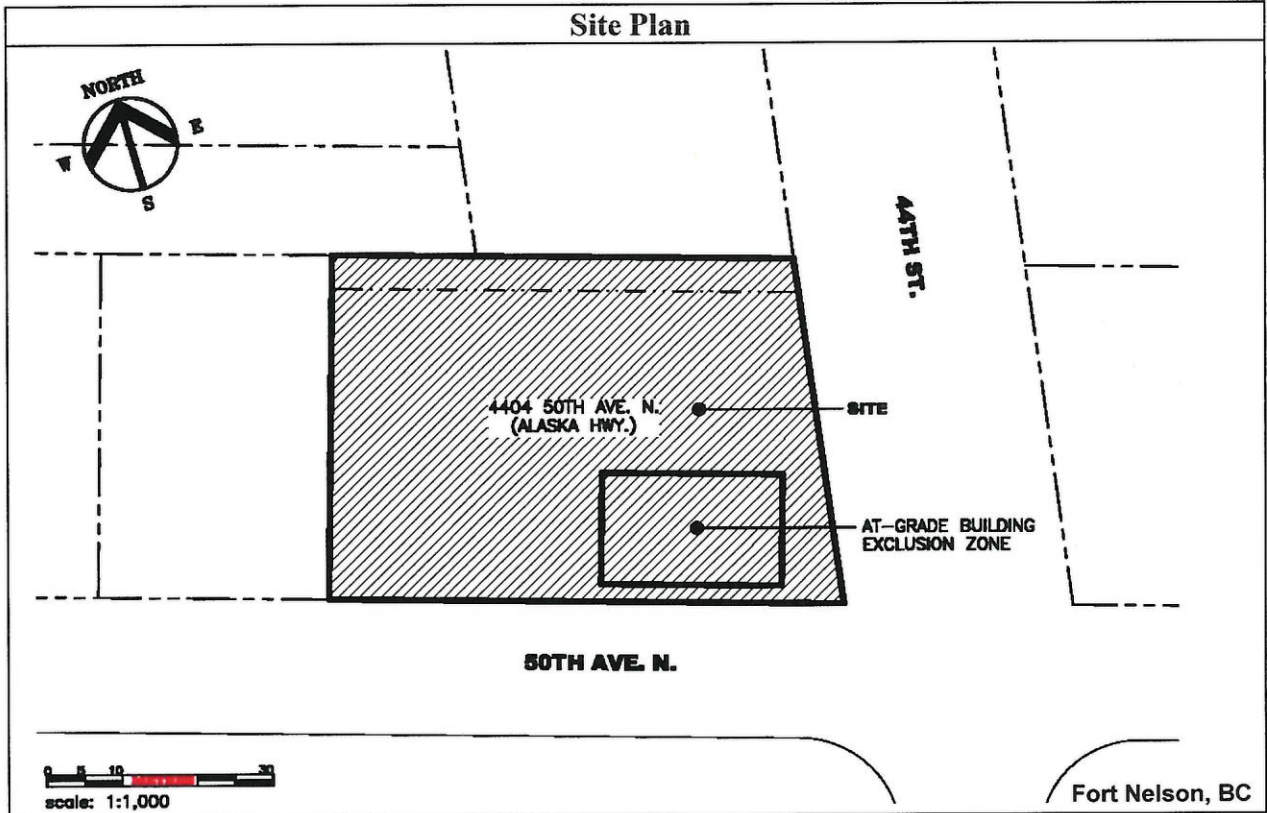 Site Plan
NORTH
E
W
S
44TH ST.
4404 50TH AVE. N.
(ALASKA HWY.)
SITE
AT-GRADE BUILDING
EXCLUSION ZONE
50TH AVE. N.
0 5 10 30
scale: 1:1,000
Fort Nelson, BC